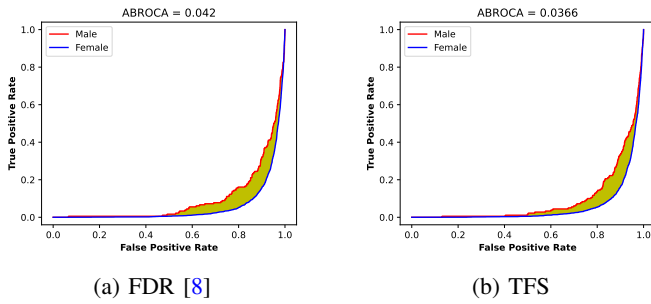 ABROCA = 0.042
Male
Female
True Positive Rate
1.0
0.8
0.6
0.4
0.2
0.0
0.0 0.2 0.4 0.6 0.8 1.0
False Positive Rate
(a) FDR [8]
ABROCA = 0.0366
Male
Female
True Positive Rate
1.0
0.8
0.6
0.4
0.2
0.0
0.0 0.2 0.4 0.6 0.8 1.0
False Positive Rate
(b) TFS